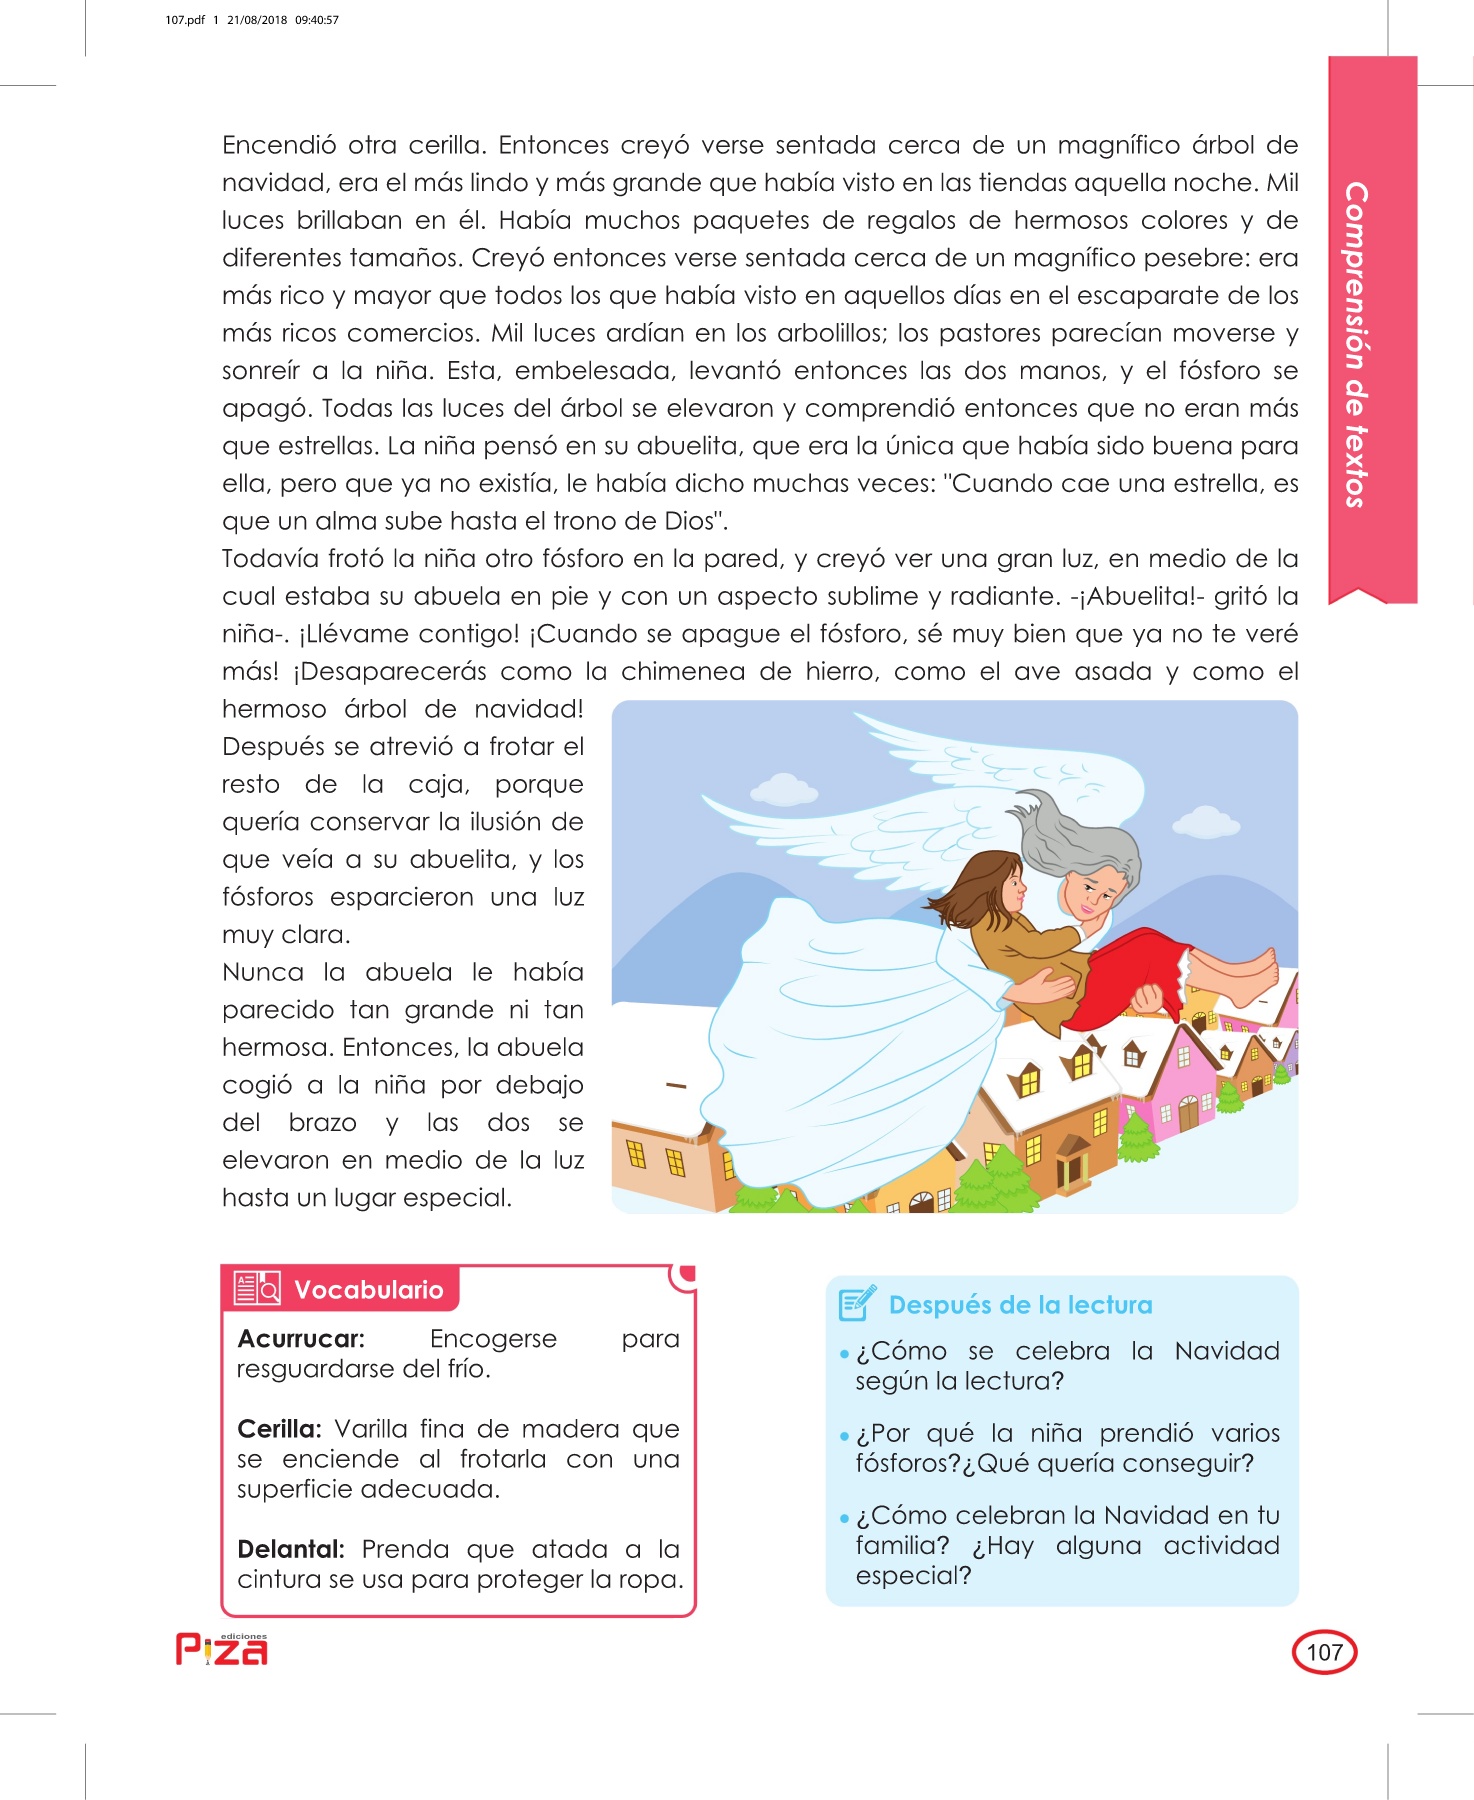 107.pdf 1 21/08/2018 09:40:57
Encendió otra cerilla. Entonces creyó verse sentada cerca de un magnífico árbol de
navidad, era el más lindo y más grande que había visto en las tiendas aquella noche. Mil
luces brillaban en él. Había muchos paquetes de regalos de hermosos colores y de
diferentes tamaños. Creyó entonces verse sentada cerca de un magnífico pesebre: era
más rico y mayor que todos los que había visto en aquellos días en el escaparate de los
más ricos comercios. Mil luces ardían en los arbolillos; los pastores parecían moverse y
sonreír a la niña. Esta, embelesada, levantó entonces las dos manos, y el fósforo se
apagó. Todas las luces del árbol se elevaron y comprendió entonces que no eran más
que estrellas. La niña pensó en su abuelita, que era la única que había sido buena para
ella, pero que ya no existía, le había dicho muchas veces: "Cuando cae una estrella, es
que un alma sube hasta el trono de Dios".
Todavía frotó la niña otro fósforo en la pared, y creyó ver una gran luz, en medio de la
cual estaba su abuela en pie y con un aspecto sublime y radiante. -¡Abuelita!- gritó la
niña-. ¡Llévame contigo! ¡Cuando se apague el fósforo, sé muy bien que ya no te veré
más! ¡Desaparecerás como la chimenea de hierro, como el ave asada y como el
hermoso árbol de navidad!
Después se atrevió a frotar el
resto de la caja, porque
quería conservar la ilusión de
que veía a su abuelita, y los
fósforos esparcieron una luz
muy clara.
Nunca la abuela le había
parecido tan grande ni tan
hermosa. Entonces, la abuela
cogió a la niña por debajo
del brazo y las dos se
elevaron en medio de la luz
hasta un lugar especial.
Comprensión de textos
Vocabulario
Acurrucar: Encogerse para
resguardarse del frío.
Cerilla: Varilla fina de madera que
se enciende al frotarla con una
superficie adecuada.
Delantal: Prenda que atada a la
cintura se usa para proteger la ropa.
Después de la lectura
• ¿Cómo se celebra la Navidad
según la lectura?
• ¿Por qué la niña prendió varios
fósforos?¿Qué quería conseguir?
• ¿Cómo celebran la Navidad en tu
familia? ¿Hay alguna actividad
especial?
ediciones
Piza
107